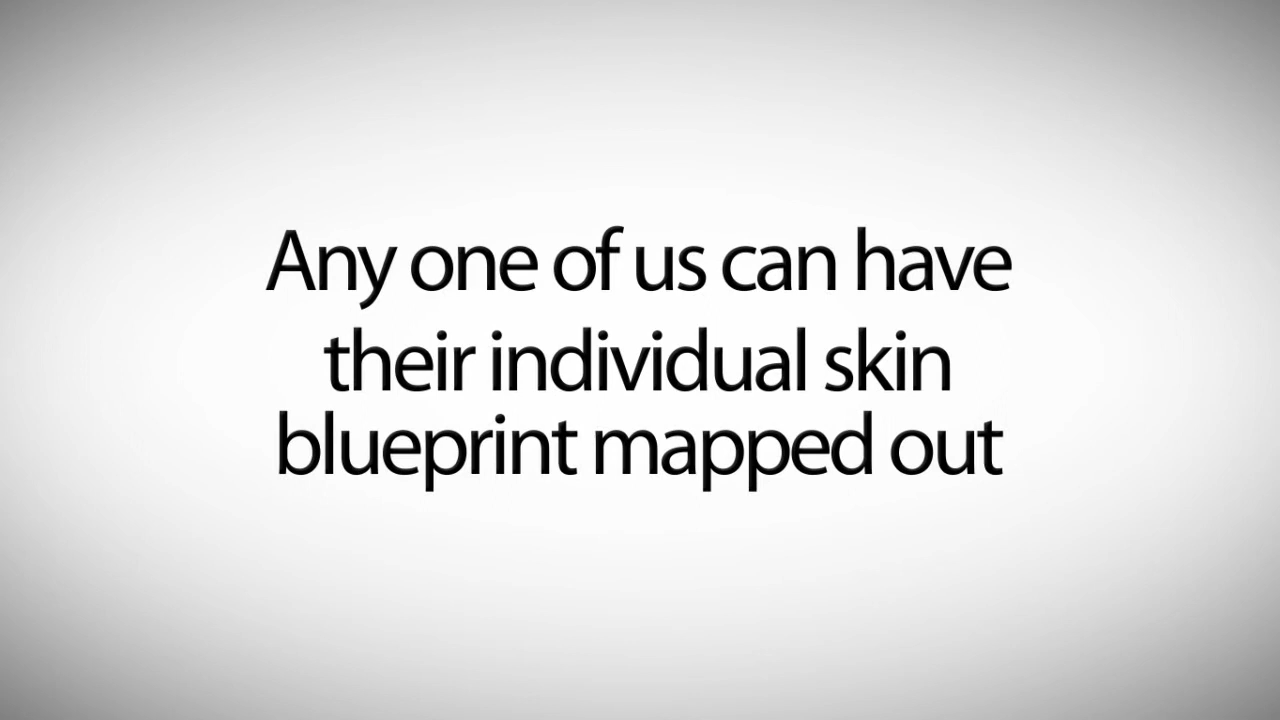 Any one of us can have
their individual skin
blueprint mapped out